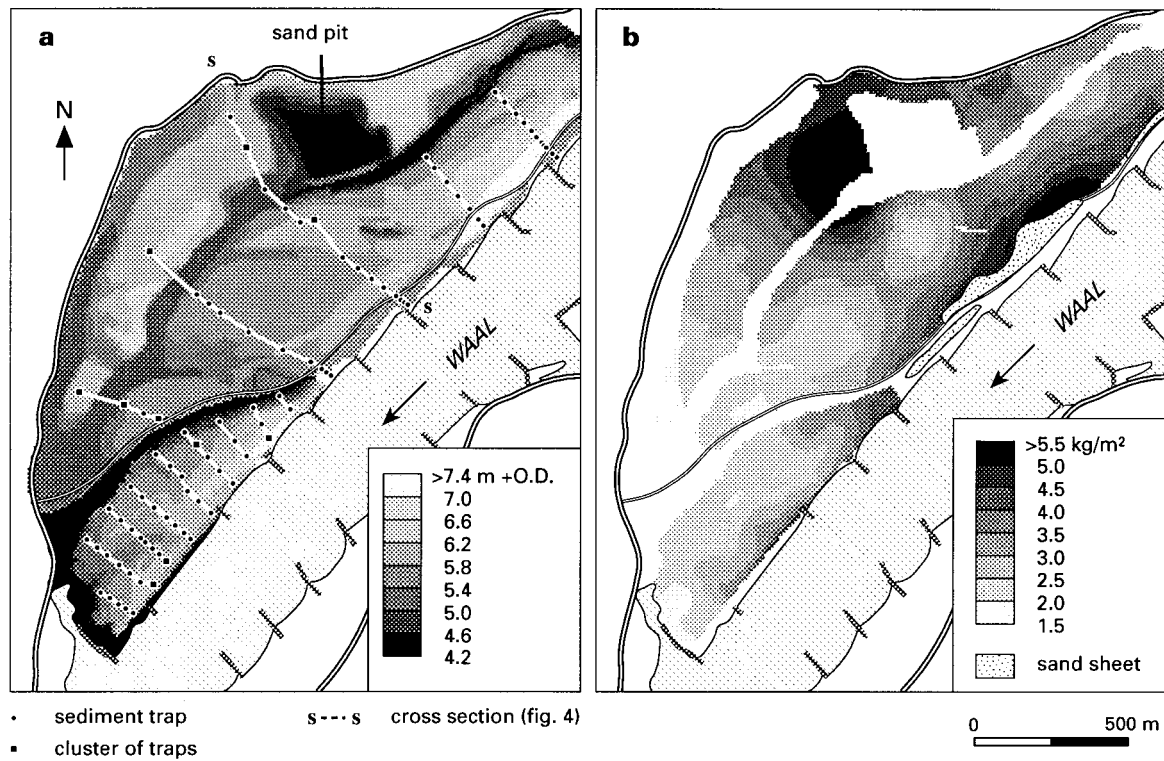 a
sand pit
s
N
s
WAAL
>7.4 m +O.D.
7.0
6.6
6.2
5.8
5.4
5.0
4.6
4.2
b
WAAL
>5.5 kg/m²
5.0
4.5
4.0
3.5
3.0
2.5
2.0
1.5
sand sheet
sediment trap
s - - - s cross section (fig. 4)
cluster of traps
0 500 m